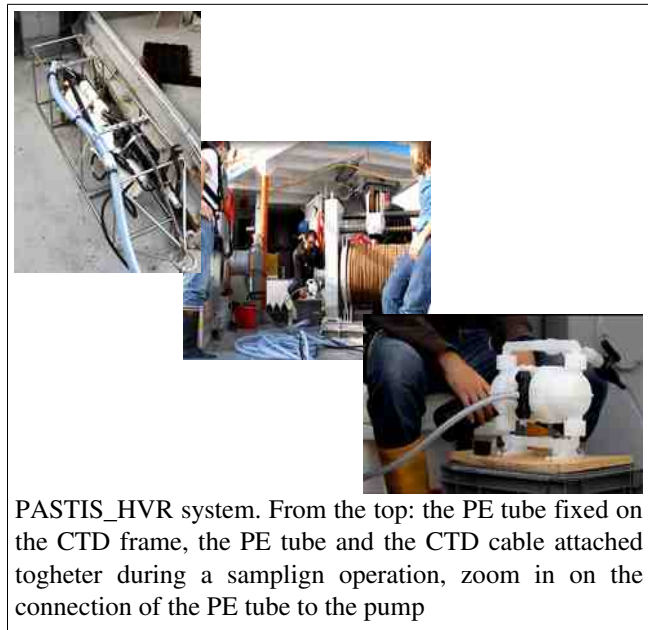 PASTIS_HVR system. From the top: the PE tube fixed on
the CTD frame, the PE tube and the CTD cable attached
togheter during a samplign operation, zoom in on the
connection of the PE tube to the pump